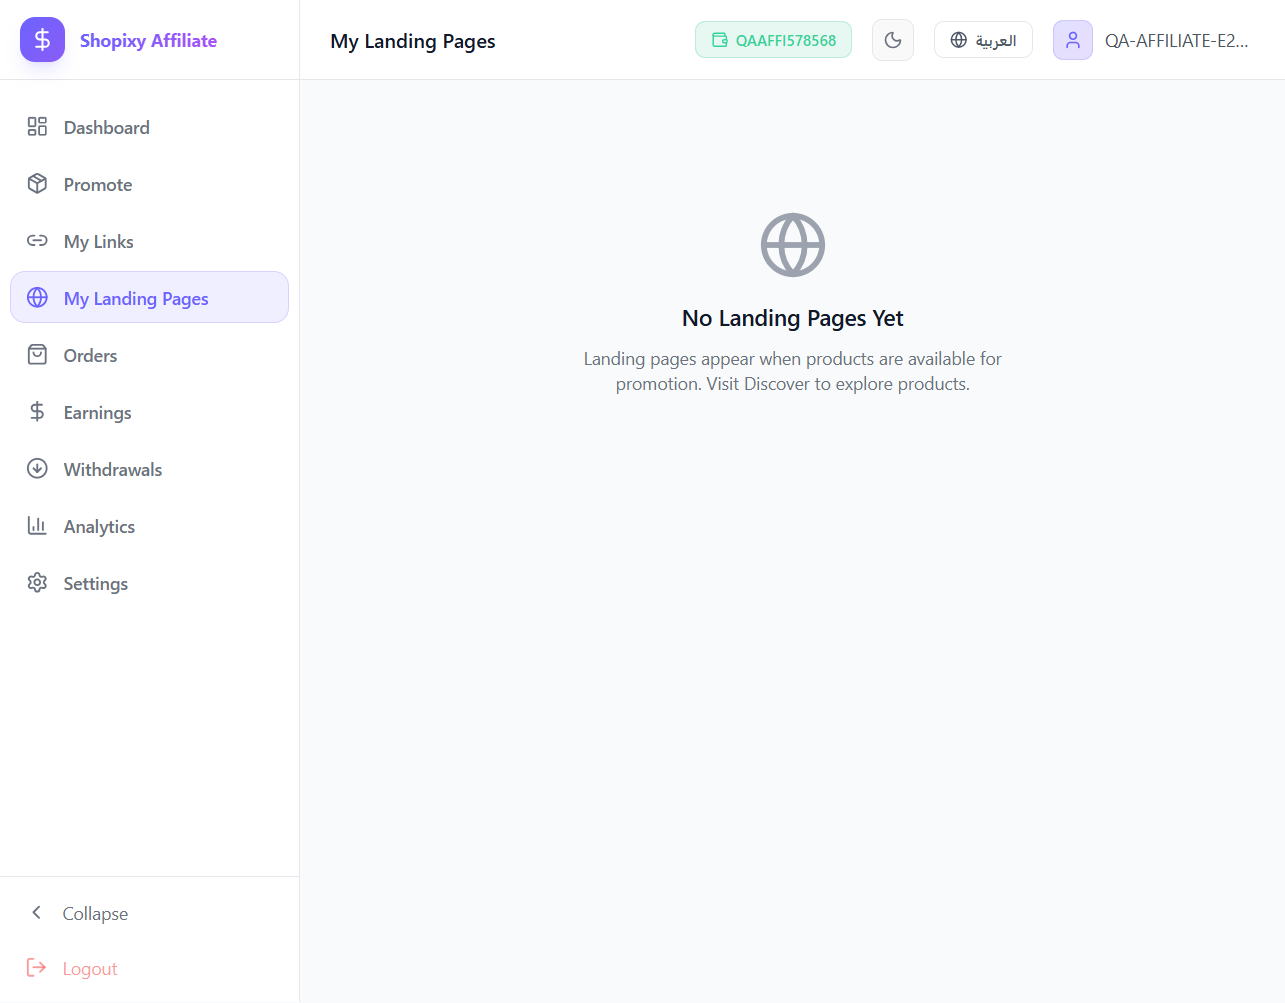 Shopixy Affiliate
My Landing Pages
QAAFFI578568
العربية
QA-AFFILIATE-E2...
Dashboard
Promote
My Links
My Landing Pages
Orders
Earnings
Withdrawals
Analytics
Settings
No Landing Pages Yet
Landing pages appear when products are available for
promotion. Visit Discover to explore products.
Collapse
Logout